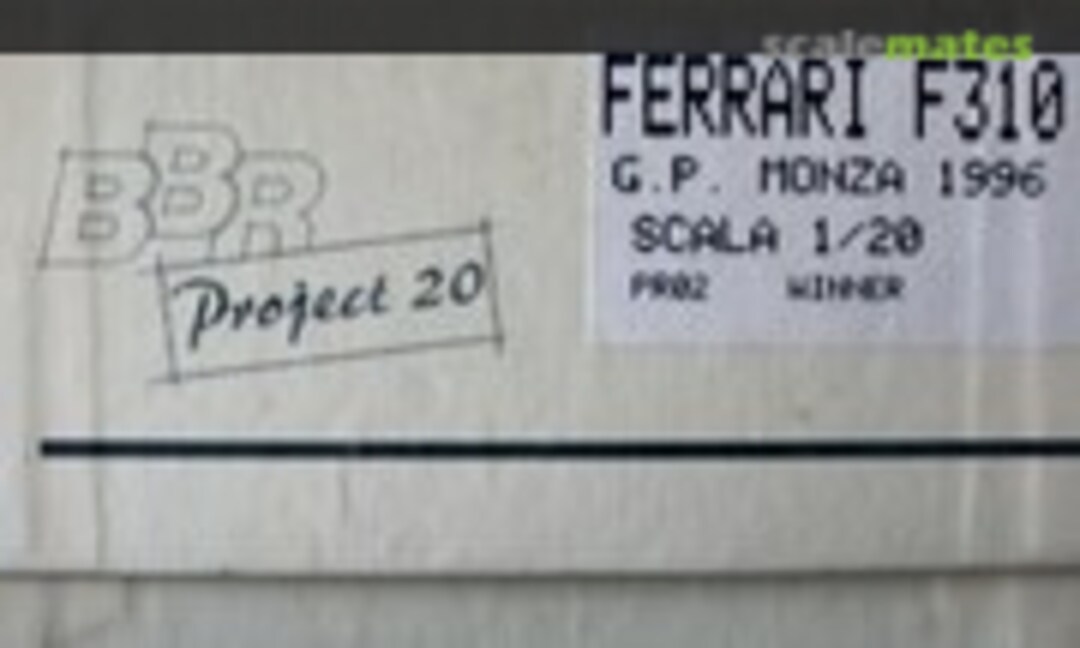 scalemates
FERRARI F310
G.P. MONZA 1996
SCALA 1/20
PR02 WINNER
BBR
Project 20